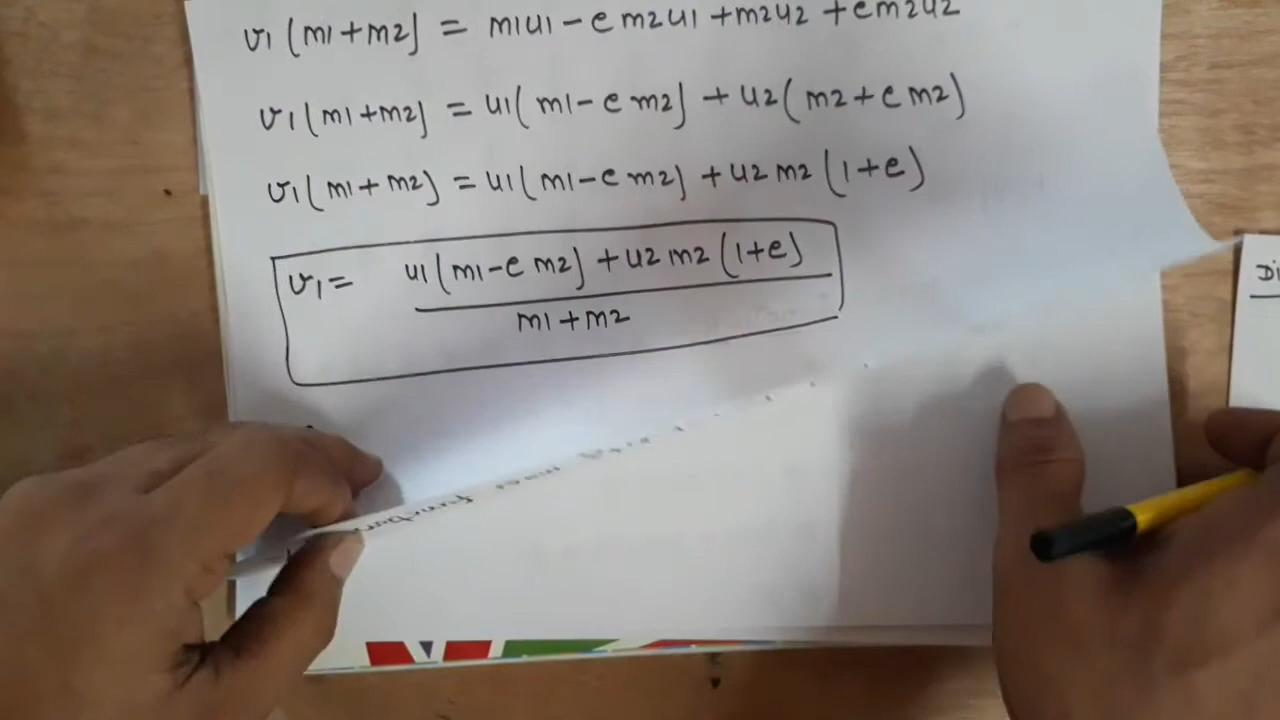 v1 (m1+m2) = m1u1 - e m2u1 + m2u2 + em2u2
v1(m1+m2) = u1(m1-e m2) + u2(m2+em2)
v1(m1+m2) = u1(m1-e m2) + u2 m2 (1+e)
v1 = u1(m1-e m2) + u2 m2 (1+e)
m1+m2